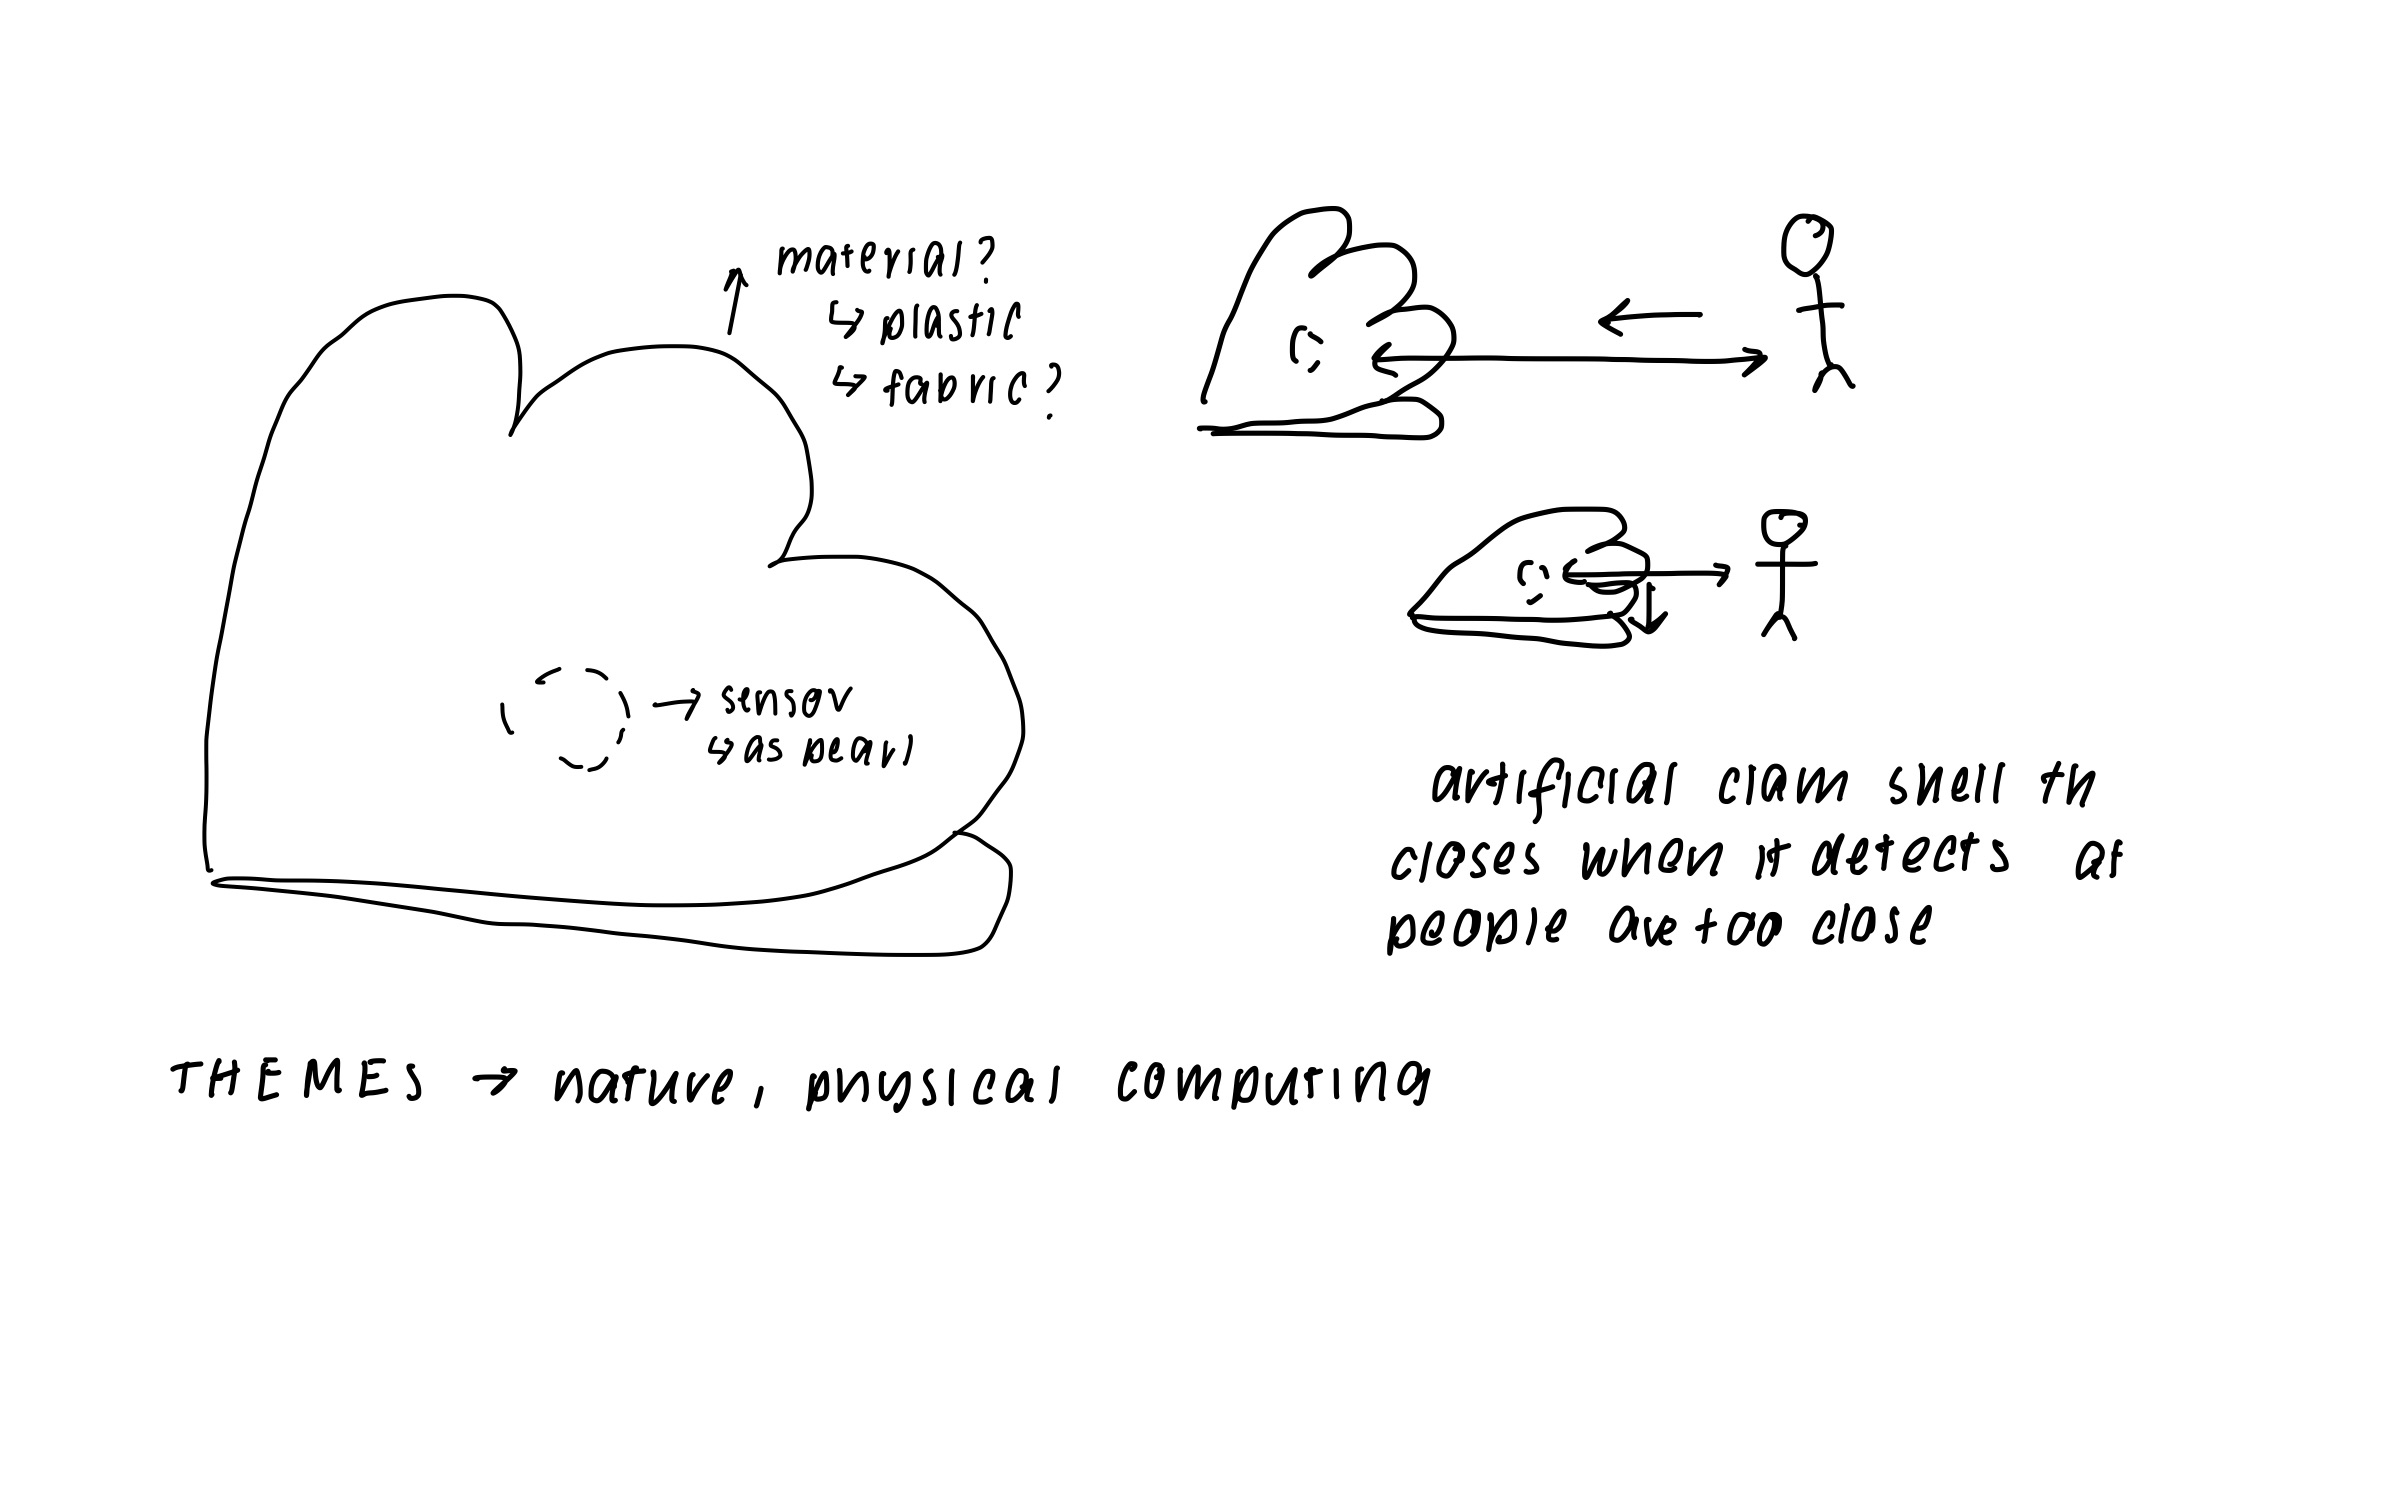 material?
↳ plastic
↳ fabric?
→ sensor
↳ as pearl
artificial clam shell th
closes when it detects at
people are too close
THEMES → nature, physical computing